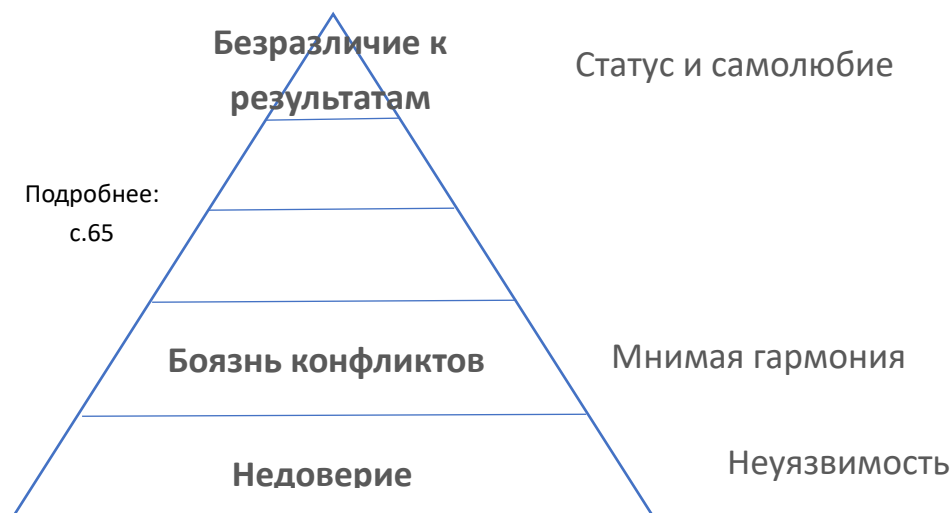 Безразличие к
результатам
Статус и самолюбие
Подробнее:
с.65
Боязнь конфликтов
Мнимая гармония
Недоверие
Неуязвимость